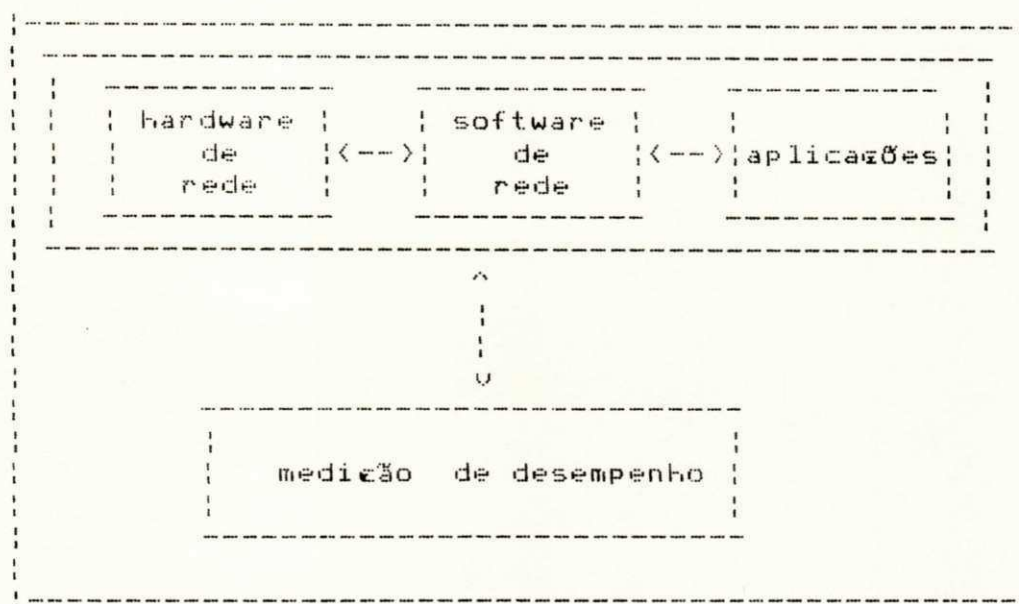 hardware
de
rede
<-->
software
de
rede
<-->
aplicações
medição de desempenho